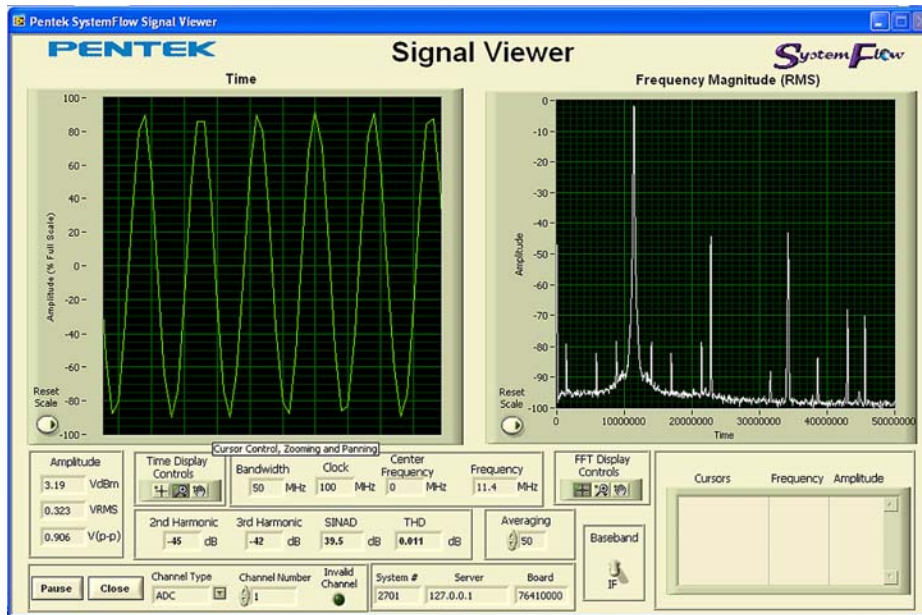 Pentek SystemFlow Signal Viewer
PENTEK
Signal Viewer
SystemFlow
Time
Frequency Magnitude (RMS)
Amplitude (% Full Scale)
100
80
60
40
20
0
-20
-40
-60
-80
-100
Reset
Scale
Amplitude
0
-10
-20
-30
-40
-50
-60
-70
-80
-90
-100
0
10000000
20000000
30000000
40000000
50000000
Time
Reset
Scale
Cursor Control, Zooming and Panning
Amplitude
3.19 VdBm
0.323 VRMS
0.906 V(p-p)
Time Display
Controls
Bandwidth
50 MHz
Clock
100 MHz
Center
Frequency
0 MHz
Frequency
11.4 MHz
FFT Display
Controls
Cursors Frequency Amplitude
2nd Harmonic
-45 dB
3rd Harmonic
-42 dB
SINAD
39.5 dB
THD
0.011 dB
Averaging
50
Baseband
IF
Pause
Close
Channel Type
ADC
Channel Number
1
Invalid
Channel
System #
2701
Server
127.0.0.1
Board
76410000